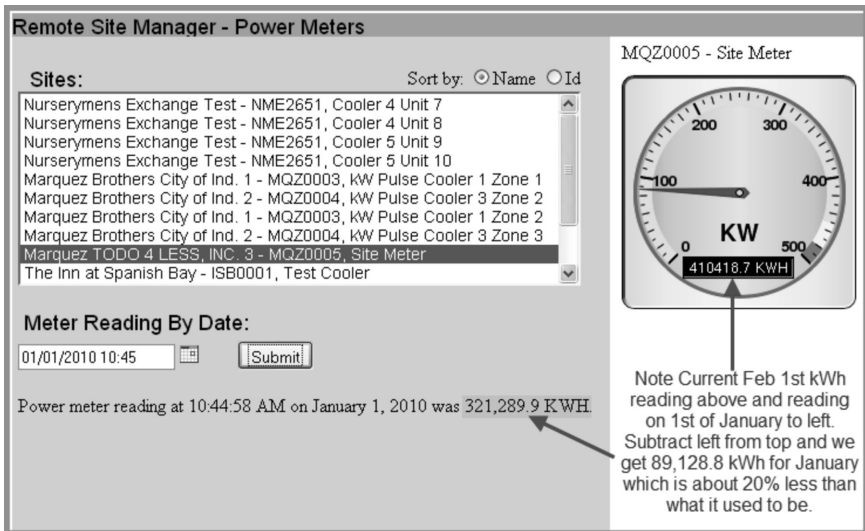 Remote Site Manager - Power Meters
Sites:
Sort by: Name Id
Nurserymens Exchange Test - NME2651, Cooler 4 Unit 7
Nurserymens Exchange Test - NME2651, Cooler 4 Unit 8
Nurserymens Exchange Test - NME2651, Cooler 5 Unit 9
Nurserymens Exchange Test - NME2651, Cooler 5 Unit 10
Marquez Brothers City of Ind. 1 - MQZ0003, kW Pulse Cooler 1 Zone 1
Marquez Brothers City of Ind. 2 - MQZ0004, kW Pulse Cooler 3 Zone 2
Marquez Brothers City of Ind. 1 - MQZ0003, kW Pulse Cooler 1 Zone 2
Marquez Brothers City of Ind. 2 - MQZ0004, kW Pulse Cooler 3 Zone 3
Marquez TODO 4 LESS, INC. 3 - MQZ0005, Site Meter
The Inn at Spanish Bay - ISB0001, Test Cooler
Meter Reading By Date:
01/01/2010 10:45
Submit
Power meter reading at 10:44:58 AM on January 1, 2010 was 321,289.9 KWH.
MQZ0005 - Site Meter
0
100
200
300
400
500
KW
410418.7 KWH
Note Current Feb 1st kWh
reading above and reading
on 1st of January to left.
Subtract left from top and we
get 89,128.8 kWh for January
which is about 20% less than
what it used to be.